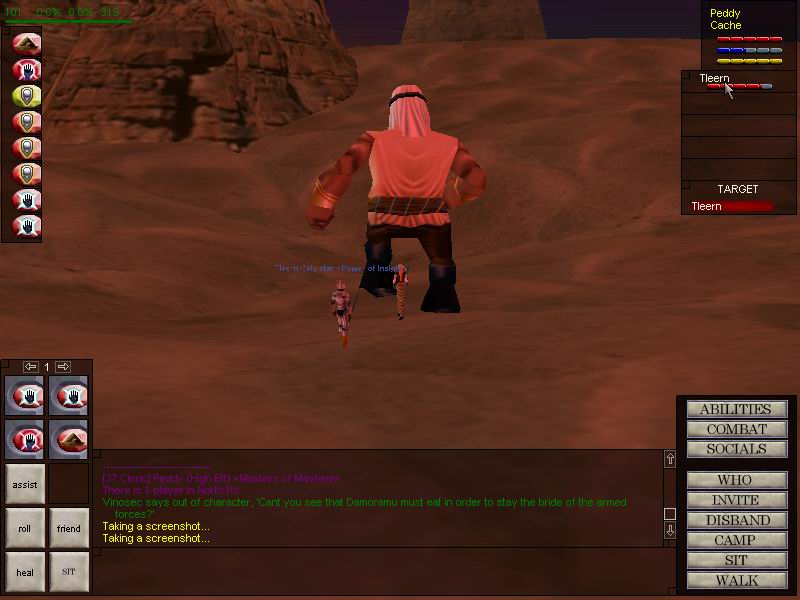 101 0.0% 0.0% 319
Peddy
Cache
Tleern
TARGET
Tleern
Tleern <Power of
1
assist
roll
friend
heal
SIT
[37 Cleric] Peddy (High Elf) <Masters of Mayhem>
There is 1 player in North Ro.
Vinosec says out of character, 'Cant you see that Damoramu must eat in order to stay the bride of the armed
forces?'
Taking a screenshot...
Taking a screenshot...
ABILITIES
COMBAT
SOCIALS
WHO
INVITE
DISBAND
CAMP
SIT
WALK